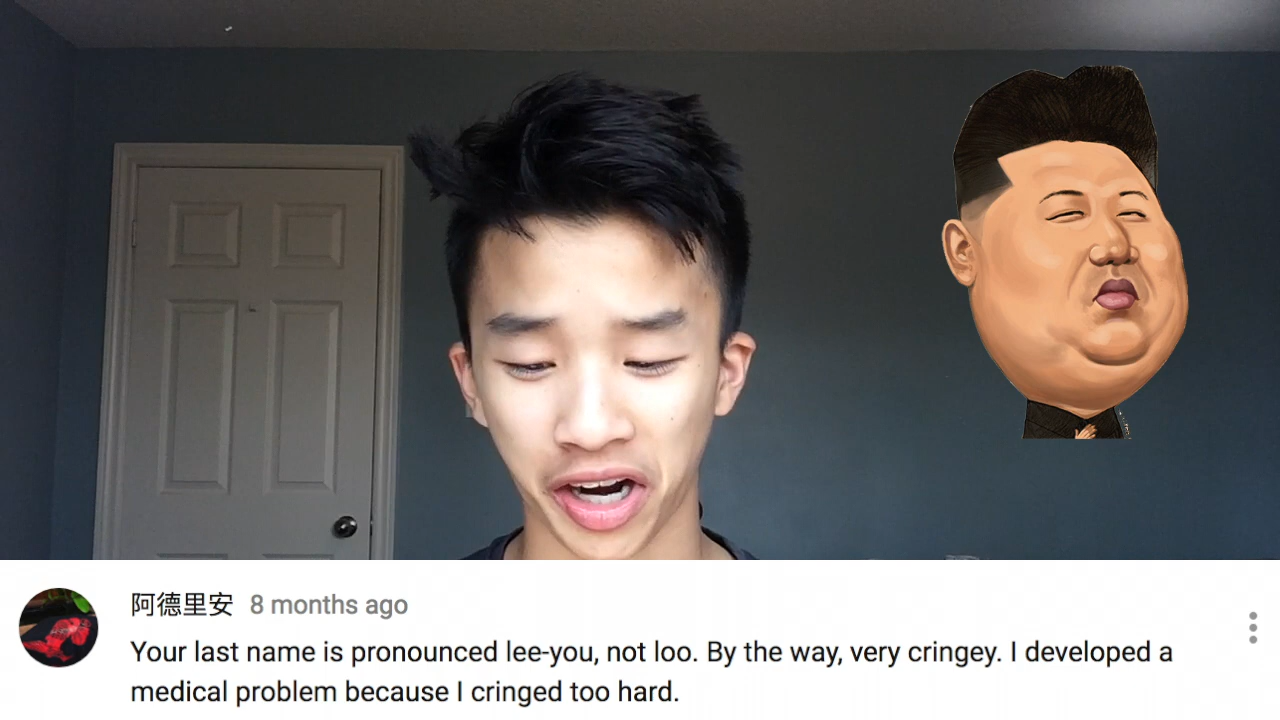 阿德里安 8 months ago
Your last name is pronounced lee-you, not loo. By the way, very cringey. I developed a
medical problem because I cringed too hard.